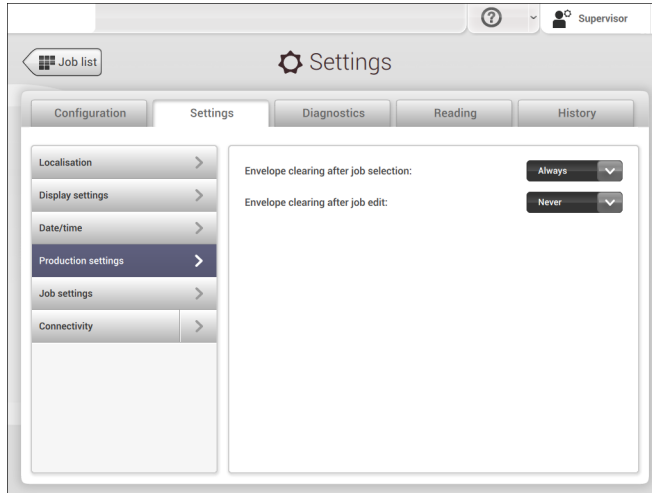 ? Supervisor
Job list
Settings
Configuration Settings Diagnostics Reading History
Localisation
Display settings
Date/time
Production settings
Job settings
Connectivity
Envelope clearing after job selection: Always
Envelope clearing after job edit: Never